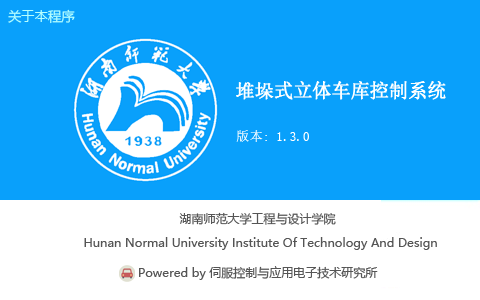 关于本程序
湖南师范大学
1938
Hunan Normal University
堆垛式立体车库控制系统
版本: 1.3.0
湖南师范大学工程与设计学院
Hunan Normal University Institute Of Technology And Design
Powered by 伺服控制与应用电子技术研究所